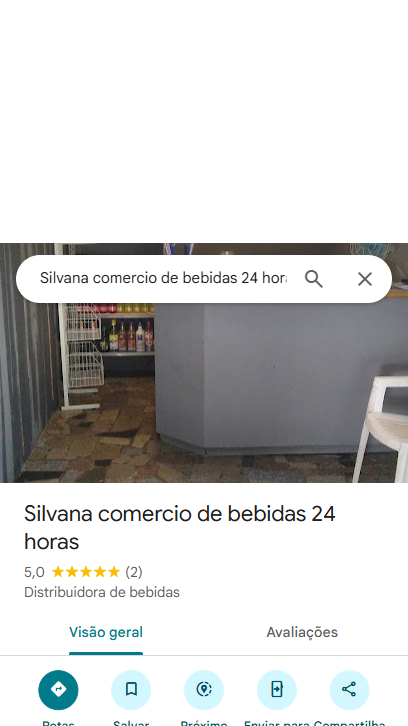 Silvana comercio de bebidas 24 hor
Silvana comercio de bebidas 24
horas
5,0 ★★★★★ (2)
Distribuidora de bebidas
Visão geral Avaliações
Rotas Salvar Próximo Enviar para Compartilha